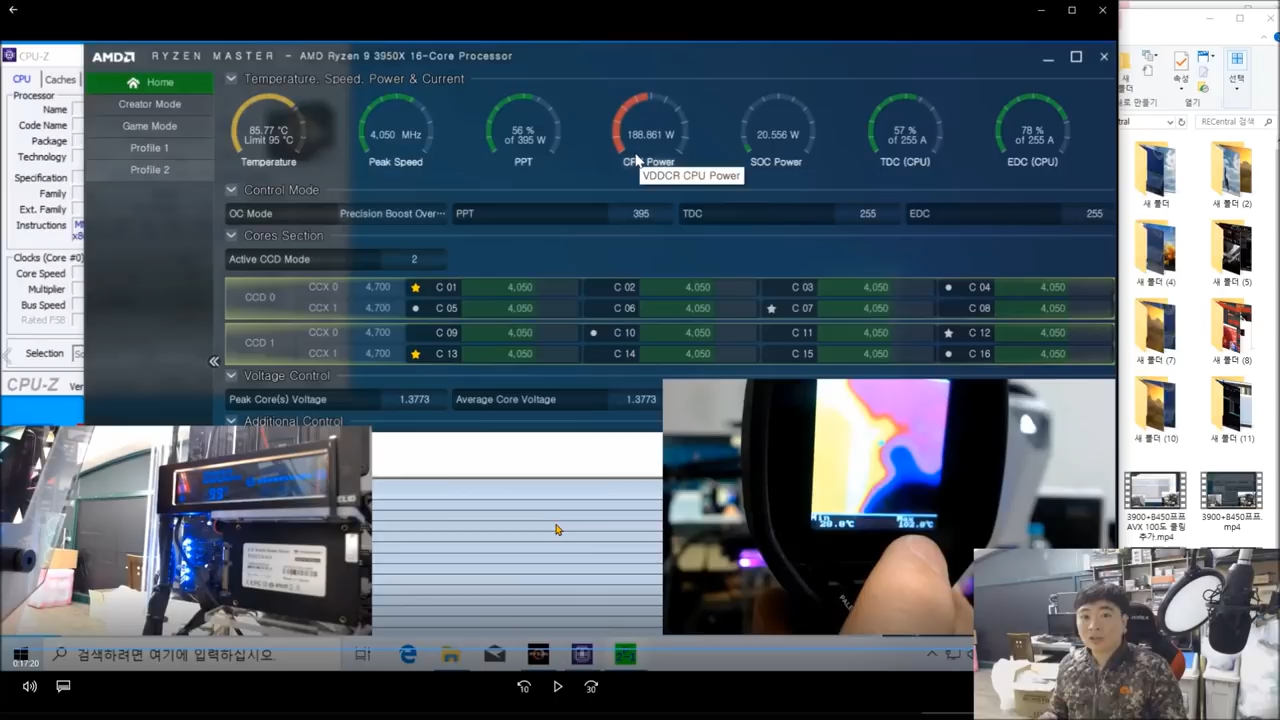 AMD RYZEN MASTER - AMD Ryzen 9 3950X 16-Core Processor
CPU-Z
CPU Caches
Processor
Name
Code Name
Package
Technology
Specification
Family
Ext. Family
Instructions
Clocks (Core #0)
Core Speed
Multiplier
Bus Speed
Rated FSB
Selection
CPU-Z Ver
Home
Creator Mode
Game Mode
Profile 1
Profile 2
Temperature, Speed, Power & Current
85.77 °C
Limit 95 °C
Temperature
4,050 MHz
Peak Speed
56 %
of 395 W
PPT
188.861 W
CPU Power
VDDCR CPU Power
20.556 W
SOC Power
57 %
of 255 A
TDC (CPU)
78 %
of 255 A
EDC (CPU)
Control Mode
OC Mode Precision Boost Over··· PPT 395 TDC 255 EDC 255
Cores Section
Active CCD Mode 2
CCD 0
CCX 0 4,700 C 01 4,050 C 02 4,050 C 03 4,050 C 04 4,050
CCX 1 4,700 C 05 4,050 C 06 4,050 C 07 4,050 C 08 4,050
CCD 1
CCX 0 4,700 C 09 4,050 C 10 4,050 C 11 4,050 C 12 4,050
CCX 1 4,700 C 13 4,050 C 14 4,050 C 15 4,050 C 16 4,050
Voltage Control
Peak Core(s) Voltage 1.3773 Average Core Voltage 1.3773
Additional Control
새
폴더
속성
열기
선택
RECentral 검색
새 폴더
새 폴더 (2)
새 폴더 (4)
새 폴더 (5)
새 폴더 (7)
새 폴더 (8)
새 폴더 (10)
새 폴더 (11)
3900+B450프프
AVX 100도 쿨링
추가.mp4
3900+B450프프.
mp4
검색하려면 여기에 입력하십시오.
0:17:20
10
30